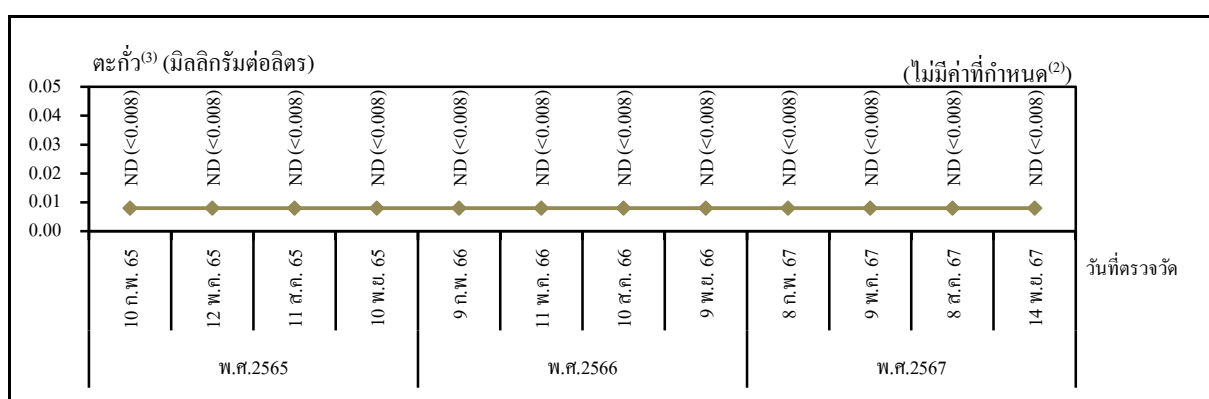 ตะกั่ว⁽³⁾ (มิลลิกรัมต่อลิตร)
(ไม่มีค่าที่กำหนด⁽²⁾)
0.05
0.04
0.03
0.02
0.01
0.00
ND (<0.008)
ND (<0.008)
ND (<0.008)
ND (<0.008)
ND (<0.008)
ND (<0.008)
ND (<0.008)
ND (<0.008)
ND (<0.008)
ND (<0.008)
ND (<0.008)
ND (<0.008)
10 ก.พ. 65
12 พ.ค. 65
11 ส.ค. 65
10 พ.ย. 65
9 ก.พ. 66
11 พ.ค. 66
10 ส.ค. 66
9 พ.ย. 66
8 ก.พ. 67
9 พ.ค. 67
8 ส.ค. 67
14 พ.ย. 67
วันที่ตรวจวัด
พ.ศ.2565
พ.ศ.2566
พ.ศ.2567